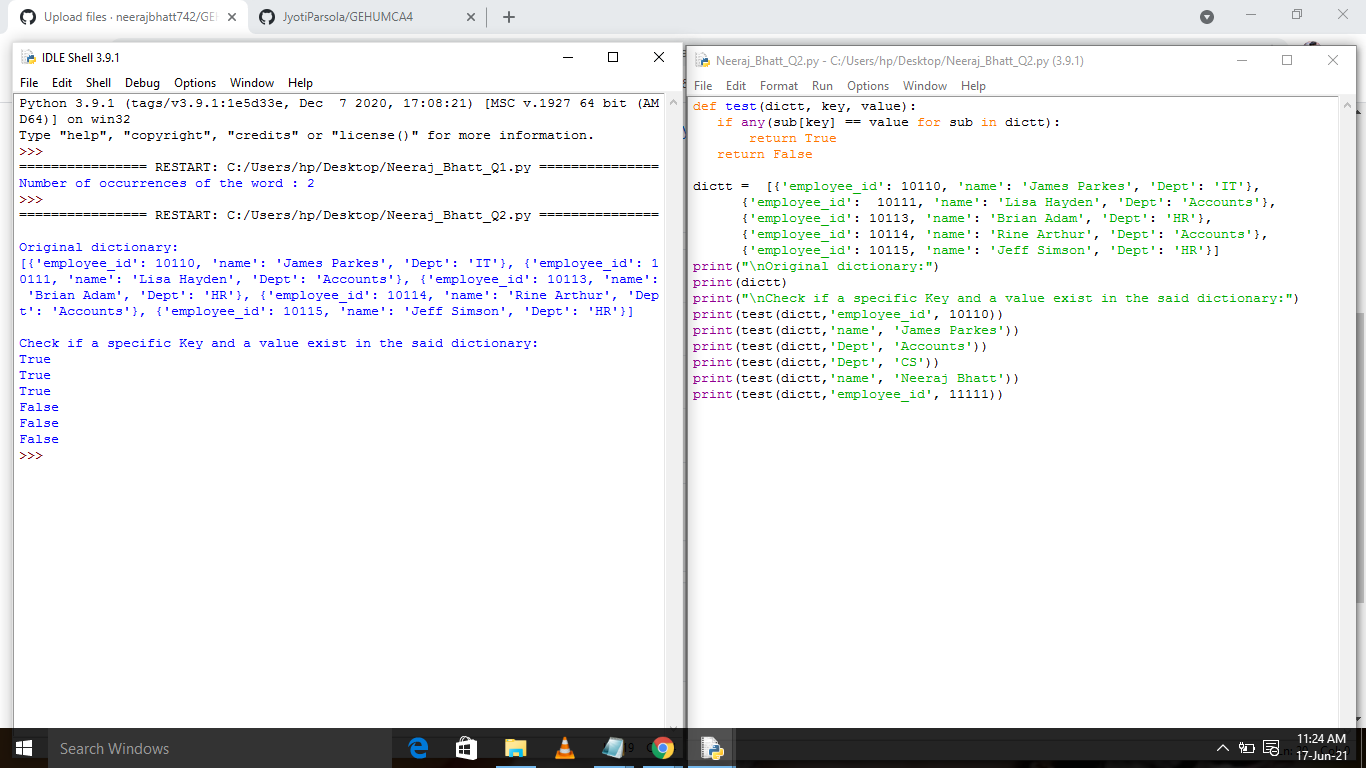 Upload files · neerajbhatt742/GEH
JyotiParsola/GEHUMCA4
IDLE Shell 3.9.1
File Edit Shell Debug Options Window Help
Python 3.9.1 (tags/v3.9.1:1e5d33e, Dec  7 2020, 17:08:21) [MSC v.1927 64 bit (AM
D64)] on win32
Type "help", "copyright", "credits" or "license()" for more information.
>>>
================ RESTART: C:/Users/hp/Desktop/Neeraj_Bhatt_Q1.py ===============
Number of occurrences of the word : 2
>>>
================ RESTART: C:/Users/hp/Desktop/Neeraj_Bhatt_Q2.py ===============
Original dictionary:
[{'employee_id': 10110, 'name': 'James Parkes', 'Dept': 'IT'}, {'employee_id': 1
0111, 'name': 'Lisa Hayden', 'Dept': 'Accounts'}, {'employee_id': 10113, 'name':
 'Brian Adam', 'Dept': 'HR'}, {'employee_id': 10114, 'name': 'Rine Arthur', 'Dep
t': 'Accounts'}, {'employee_id': 10115, 'name': 'Jeff Simson', 'Dept': 'HR'}]
Check if a specific Key and a value exist in the said dictionary:
True
True
True
False
False
False
>>>
Neeraj_Bhatt_Q2.py - C:/Users/hp/Desktop/Neeraj_Bhatt_Q2.py (3.9.1)
File Edit Format Run Options Window Help
def test(dictt, key, value):
   if any(sub[key] == value for sub in dictt):
       return True
   return False
dictt =  [{'employee_id': 10110, 'name': 'James Parkes', 'Dept': 'IT'},
      {'employee_id':  10111, 'name': 'Lisa Hayden', 'Dept': 'Accounts'},
      {'employee_id': 10113, 'name': 'Brian Adam', 'Dept': 'HR'},
      {'employee_id': 10114, 'name': 'Rine Arthur', 'Dept': 'Accounts'},
      {'employee_id': 10115, 'name': 'Jeff Simson', 'Dept': 'HR'}]
print("\nOriginal dictionary:")
print(dictt)
print("\nCheck if a specific Key and a value exist in the said dictionary:")
print(test(dictt,'employee_id', 10110))
print(test(dictt,'name', 'James Parkes'))
print(test(dictt,'Dept', 'Accounts'))
print(test(dictt,'Dept', 'CS'))
print(test(dictt,'name', 'Neeraj Bhatt'))
print(test(dictt,'employee_id', 11111))
Search Windows
11:24 AM
17-Jun-21